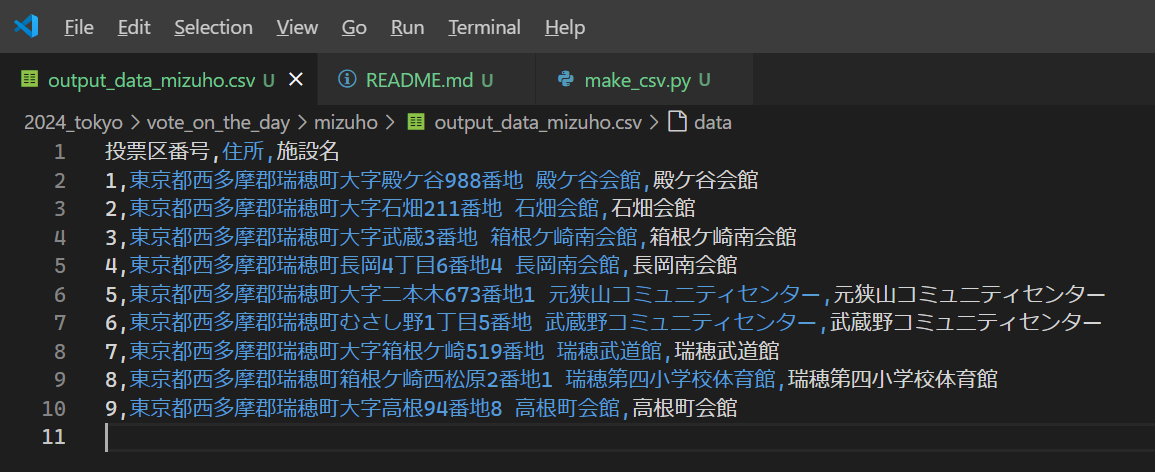 File Edit Selection View Go Run Terminal Help
output_data_mizuho.csv U README.md U make_csv.py U
2024_tokyo > vote_on_the_day > mizuho > output_data_mizuho.csv > data
1 投票区番号,住所,施設名
2 1,東京都西多摩郡瑞穂町大字殿ケ谷988番地 殿ケ谷会館,殿ケ谷会館
3 2,東京都西多摩郡瑞穂町大字石畑211番地 石畑会館,石畑会館
4 3,東京都西多摩郡瑞穂町大字武蔵3番地 箱根ケ崎南会館,箱根ケ崎南会館
5 4,東京都西多摩郡瑞穂町長岡4丁目6番地4 長岡南会館,長岡南会館
6 5,東京都西多摩郡瑞穂町大字二本木673番地1 元狭山コミュニティセンター,元狭山コミュニティセンター
7 6,東京都西多摩郡瑞穂町むさし野1丁目5番地 武蔵野コミュニティセンター,武蔵野コミュニティセンター
8 7,東京都西多摩郡瑞穂町大字箱根ケ崎519番地 瑞穂武道館,瑞穂武道館
9 8,東京都西多摩郡瑞穂町箱根ケ崎西松原2番地1 瑞穂第四小学校体育館,瑞穂第四小学校体育館
10 9,東京都西多摩郡瑞穂町大字高根94番地8 高根町会館,高根町会館
11